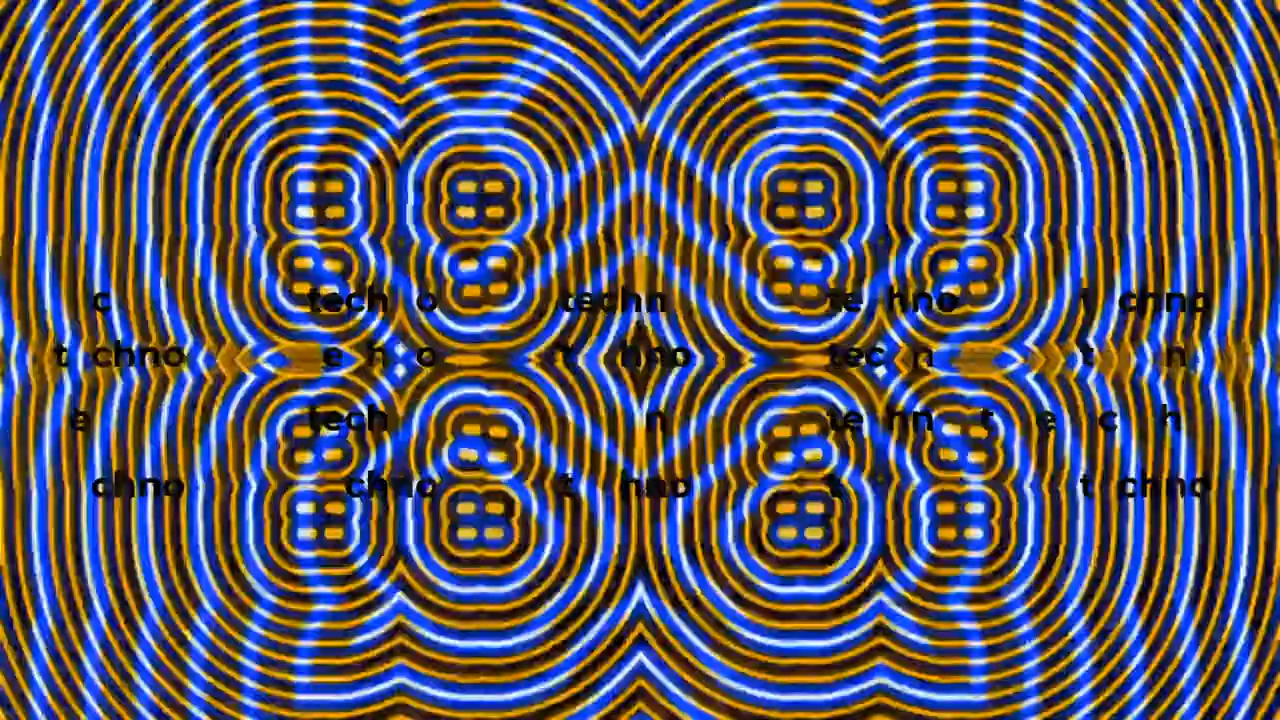 c tech o techn te hno t chno
t chno e h o t hno tec n t n
e tech n te hn t e c h
chno chno t hno t t chno